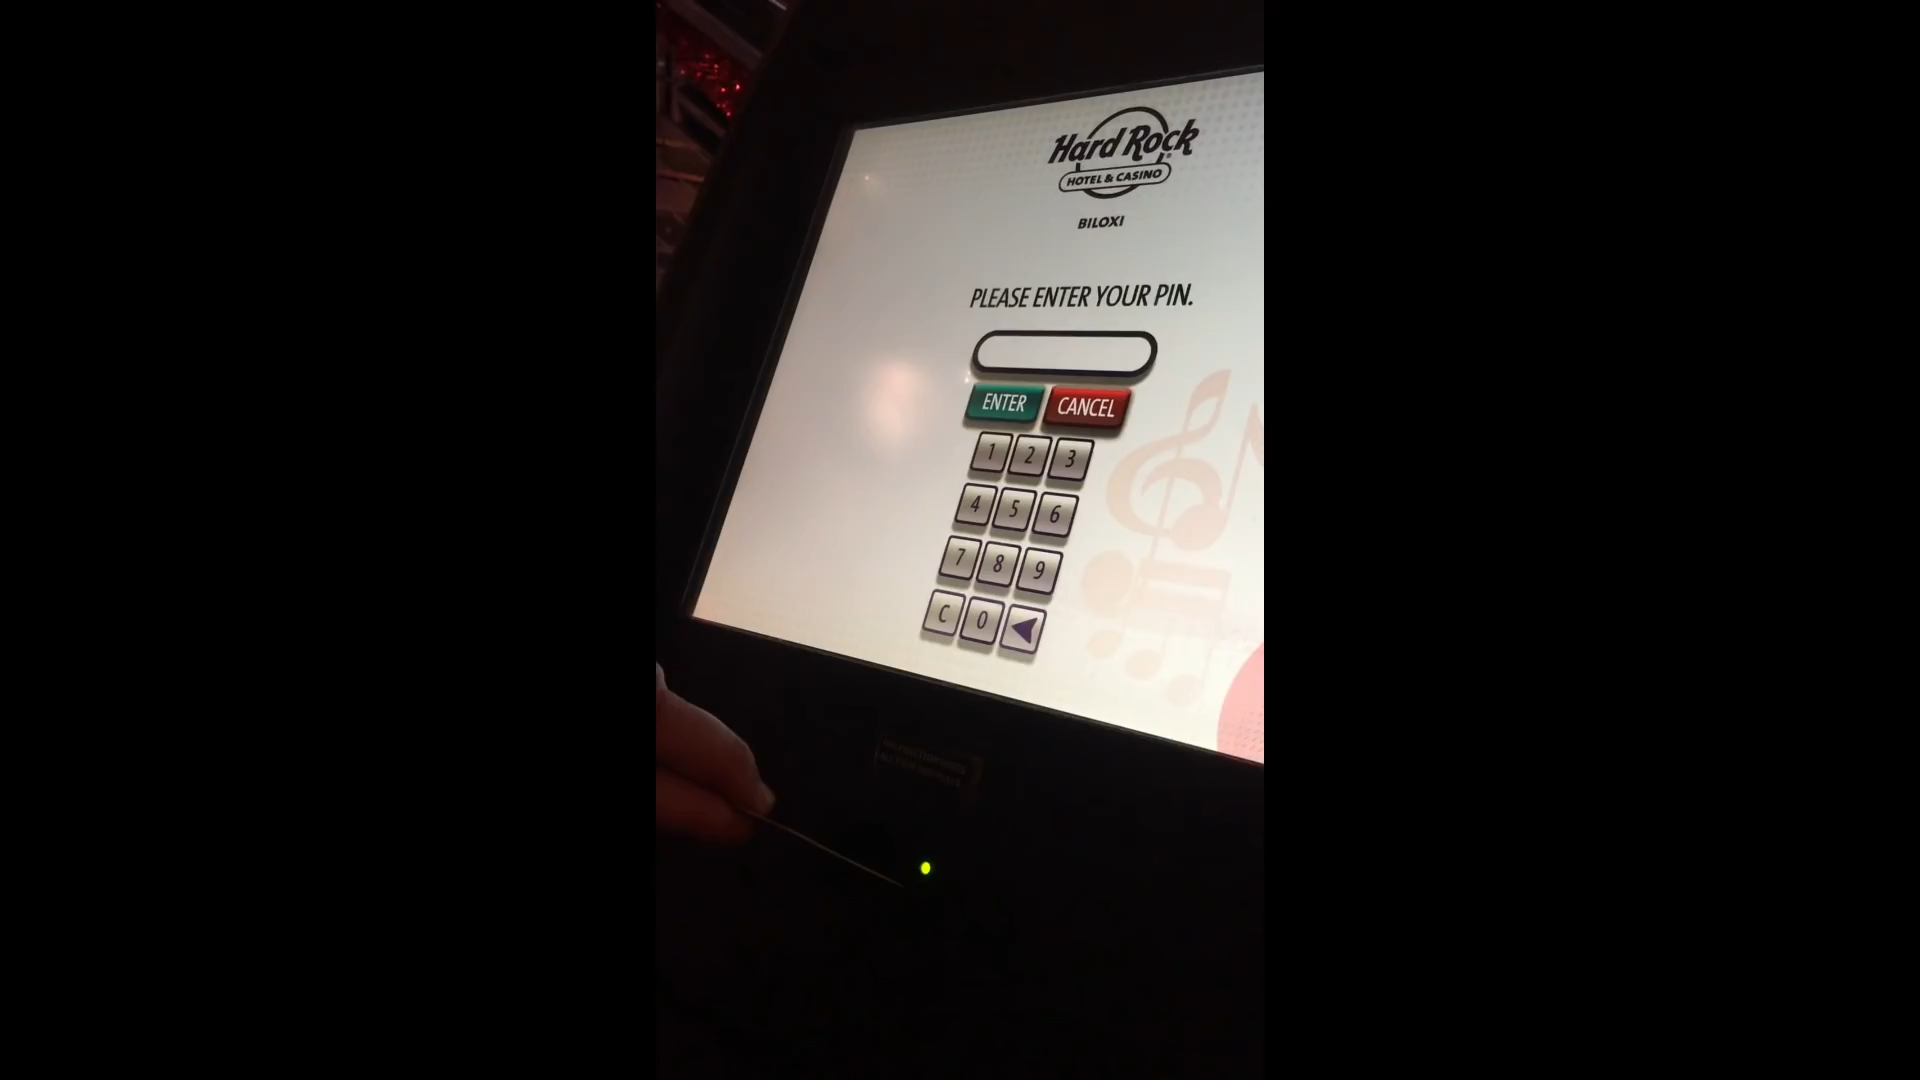 Hard Rock
HOTEL & CASINO
BILOXI
PLEASE ENTER YOUR PIN.
ENTER CANCEL
1 2 3
4 5 6
7 8 9
C 0